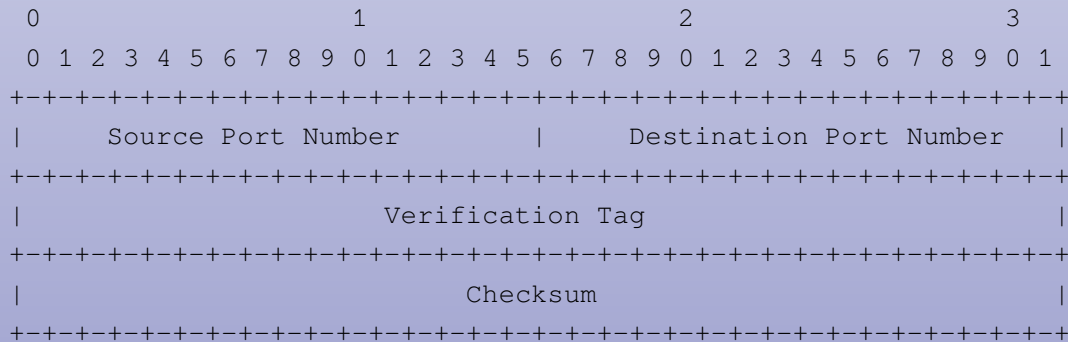 0                   1                   2                   3
0 1 2 3 4 5 6 7 8 9 0 1 2 3 4 5 6 7 8 9 0 1 2 3 4 5 6 7 8 9 0 1
+-+-+-+-+-+-+-+-+-+-+-+-+-+-+-+-+-+-+-+-+-+-+-+-+-+-+-+-+-+-+-+-+
|     Source Port Number        |     Destination Port Number   |
+-+-+-+-+-+-+-+-+-+-+-+-+-+-+-+-+-+-+-+-+-+-+-+-+-+-+-+-+-+-+-+-+
|                      Verification Tag                         |
+-+-+-+-+-+-+-+-+-+-+-+-+-+-+-+-+-+-+-+-+-+-+-+-+-+-+-+-+-+-+-+-+
|                           Checksum                            |
+-+-+-+-+-+-+-+-+-+-+-+-+-+-+-+-+-+-+-+-+-+-+-+-+-+-+-+-+-+-+-+-+